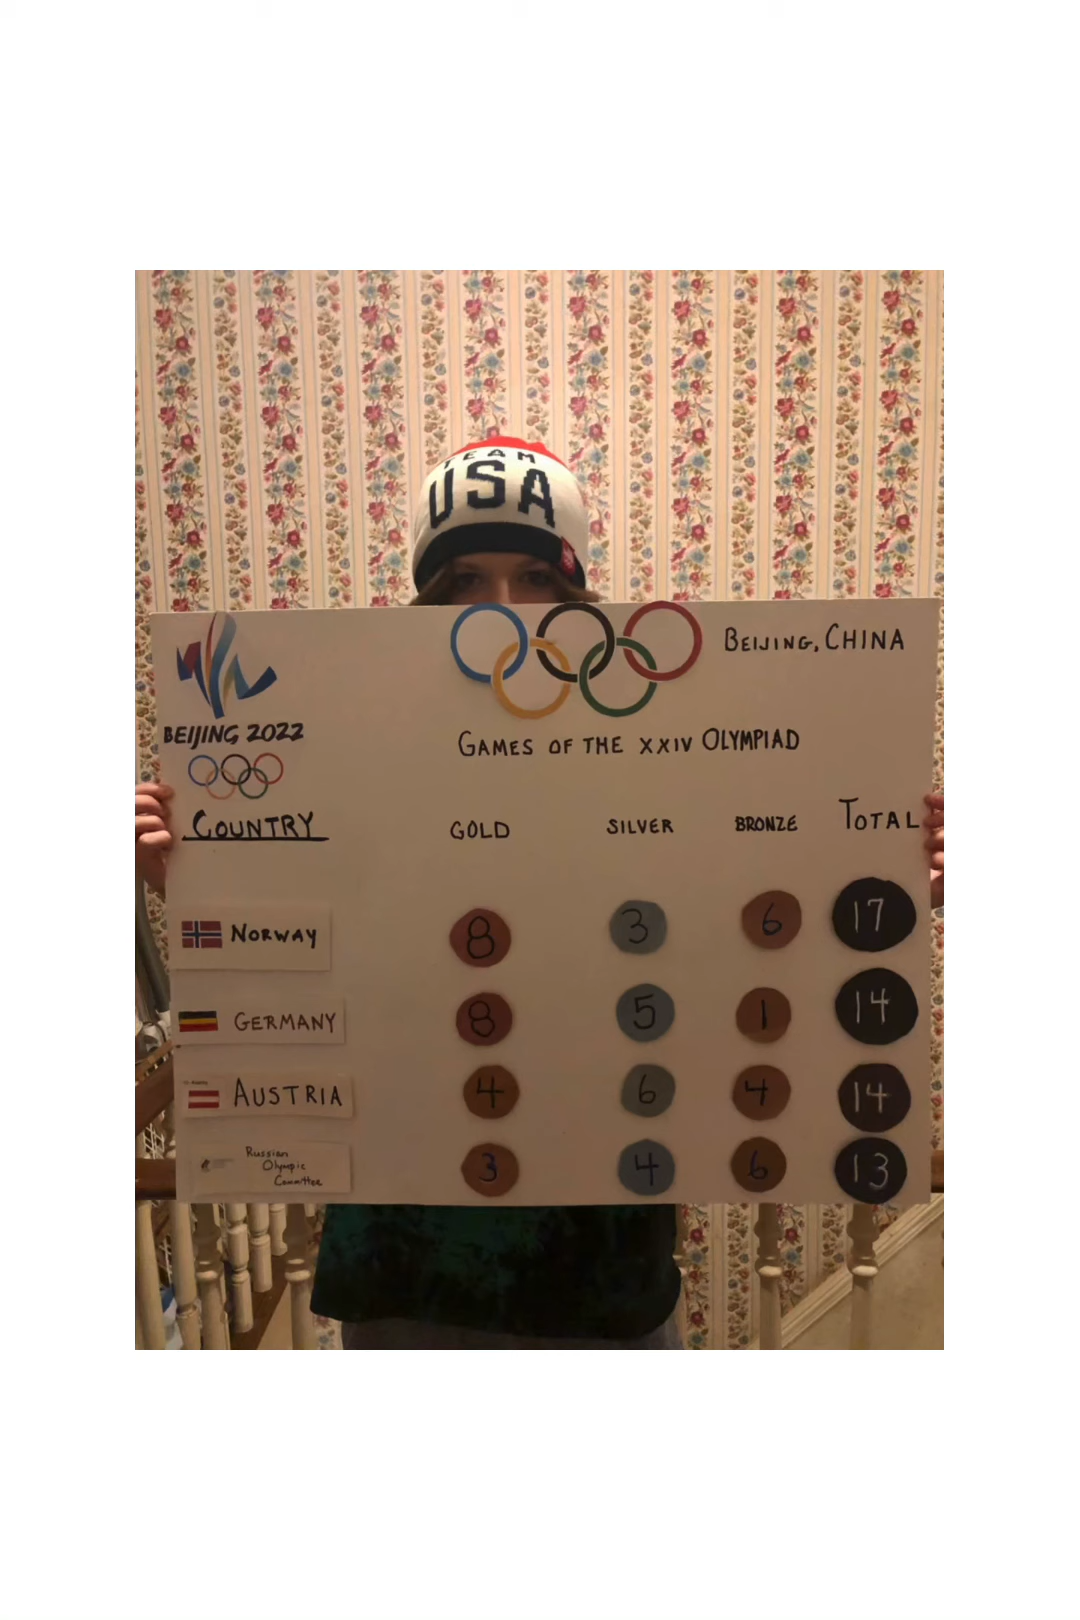 TEAM
USA
BEIJING, CHINA
BEIJING 2022
GAMES OF THE XXIV OLYMPIAD
COUNTRY GOLD SILVER BRONZE TOTAL
NORWAY 8 3 6 17
GERMANY 8 5 1 14
AUSTRIA 4 6 4 14
Russian
Olympic
Committee 3 4 6 13